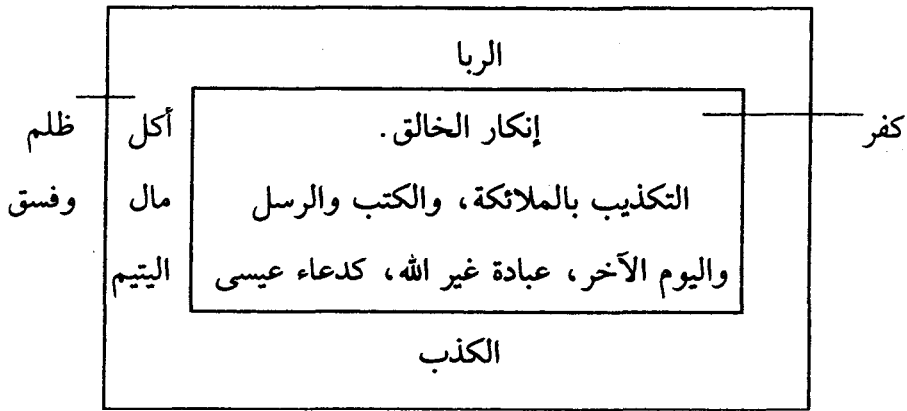 الربا
كفر
إنكار الخالق.
أكل
ظلم
التكذيب بالملائكة، والكتب والرسل
مال
وفسق
واليوم الآخر، عبادة غير الله، كدعاء عيسى
اليتيم
الكذب